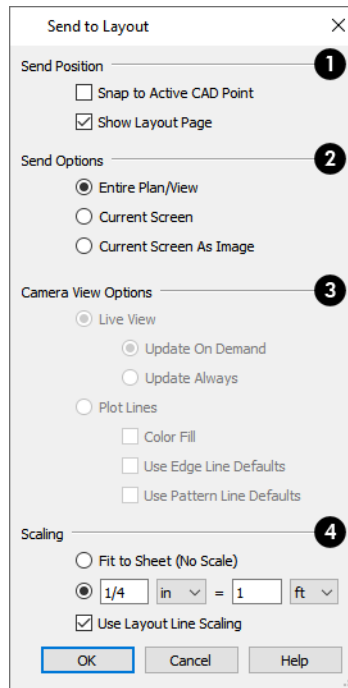 Send to Layout
Send Position 1
Snap to Active CAD Point
Show Layout Page
Send Options 2
Entire Plan/View
Current Screen
Current Screen As Image
Camera View Options 3
Live View
Update On Demand
Update Always
Plot Lines
Color Fill
Use Edge Line Defaults
Use Pattern Line Defaults
Scaling 4
Fit to Sheet (No Scale)
1/4 in = 1 ft
Use Layout Line Scaling
OK Cancel Help